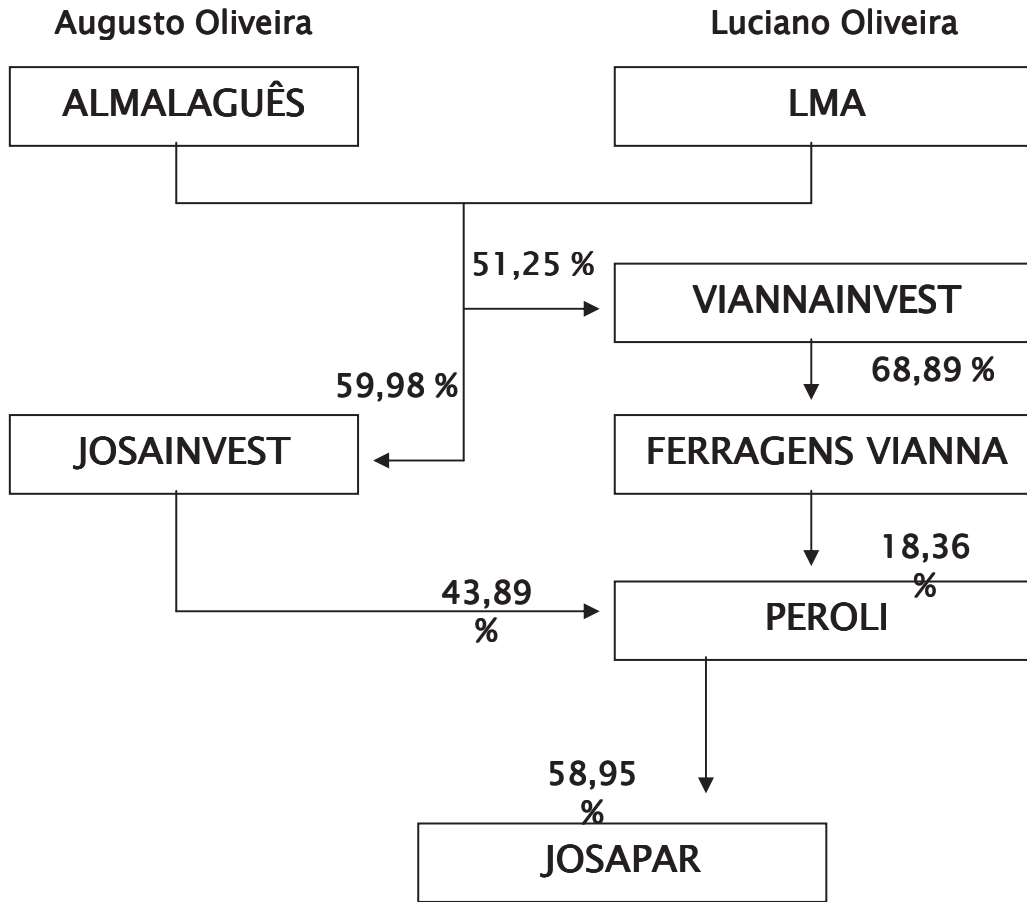 Augusto Oliveira
Luciano Oliveira
ALMALAGUÊS
LMA
51,25 %
VIANNAINVEST
59,98 %
68,89 %
JOSAINVEST
FERRAGENS VIANNA
18,36
%
43,89
%
PEROLI
58,95
%
JOSAPAR